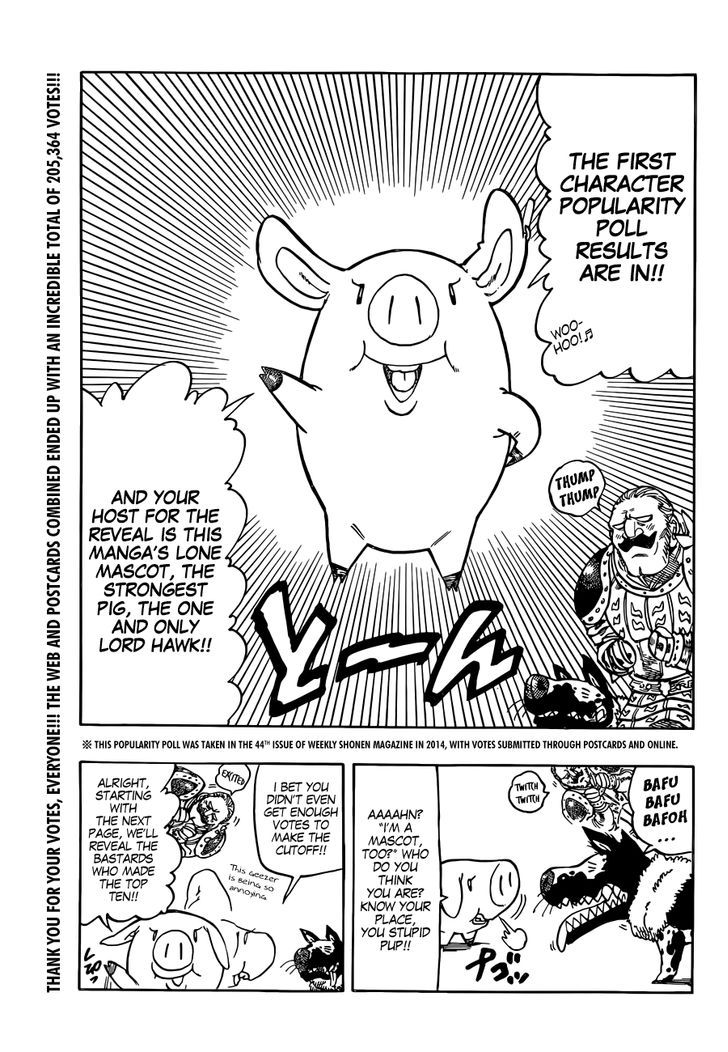 THANK YOU FOR YOUR VOTES, EVERYONE!!! THE WEB AND POSTCARDS COMBINED ENDED UP WITH AN INCREDIBLE TOTAL OF 205,364 VOTES!!!
THE FIRST
CHARACTER
POPULARITY
POLL
RESULTS
ARE IN!!
WOO-
HOO!♬
AND YOUR
HOST FOR THE
REVEAL IS THIS
MANGA'S LONE
MASCOT, THE
STRONGEST
PIG, THE ONE
AND ONLY
LORD HAWK!!
THUMP
THUMP
とーん
※ THIS POPULARITY POLL WAS TAKEN IN THE 44TH ISSUE OF WEEKLY SHONEN MAGAZINE IN 2014, WITH VOTES SUBMITTED THROUGH POSTCARDS AND ONLINE.
BAFU
BAFU
BAFOH
...
TWITCH
TWITCH
AAAAHN?
"I'M A
MASCOT,
TOO?" WHO
DO YOU
THINK
YOU ARE?
KNOW YOUR
PLACE,
YOU STUPID
PUP!!
I BET YOU
DIDN'T EVEN
GET ENOUGH
VOTES TO
MAKE THE
CUTOFF!!
EXCITED
This geezer
is being so
annoying.
ALRIGHT,
STARTING
WITH
THE NEXT
PAGE, WE'LL
REVEAL THE
BASTARDS
WHO MADE
THE TOP
TEN!!